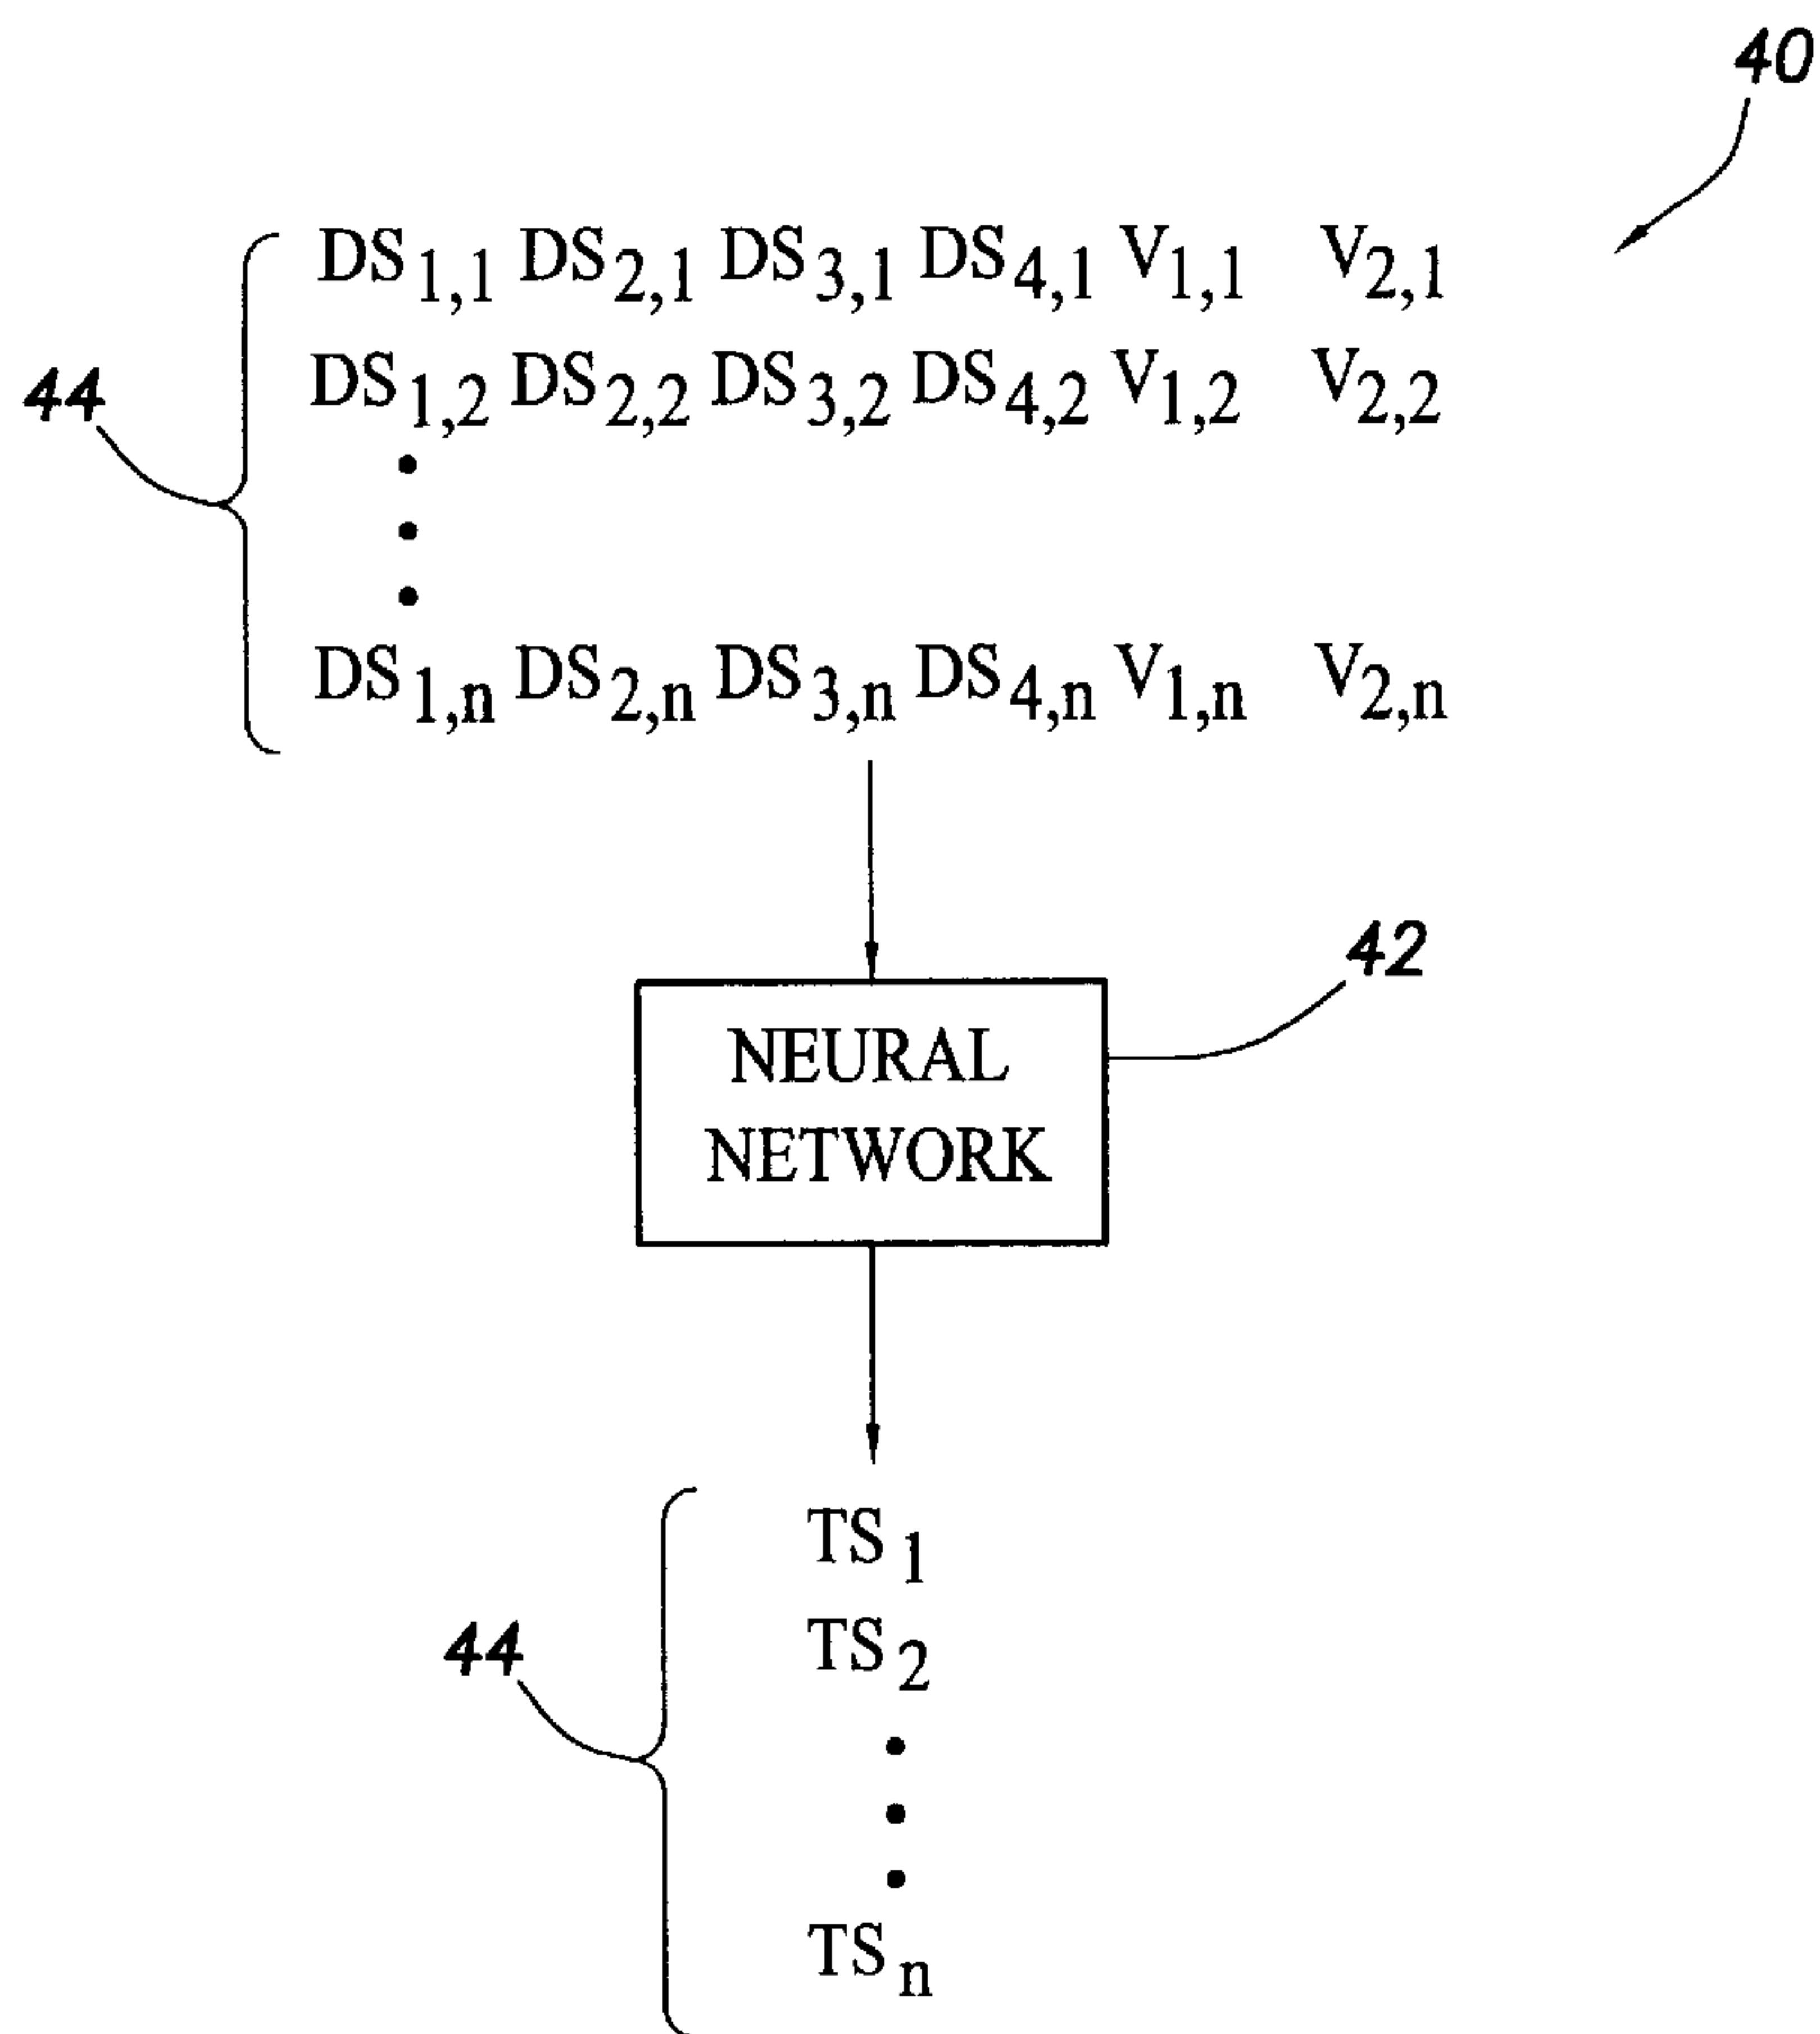 40
DS1,1 DS2,1 DS3,1 DS4,1 V1,1 V2,1
44
DS1,2 DS2,2 DS3,2 DS4,2 V1,2 V2,2
DS1,n DS2,n DS3,n DS4,n V1,n V2,n
42
NEURAL
NETWORK
TS1
44
TS2
TSn